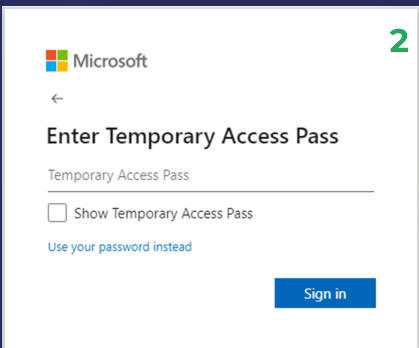 2
Microsoft
Enter Temporary Access Pass
Temporary Access Pass
Show Temporary Access Pass
Use your password instead
Sign in